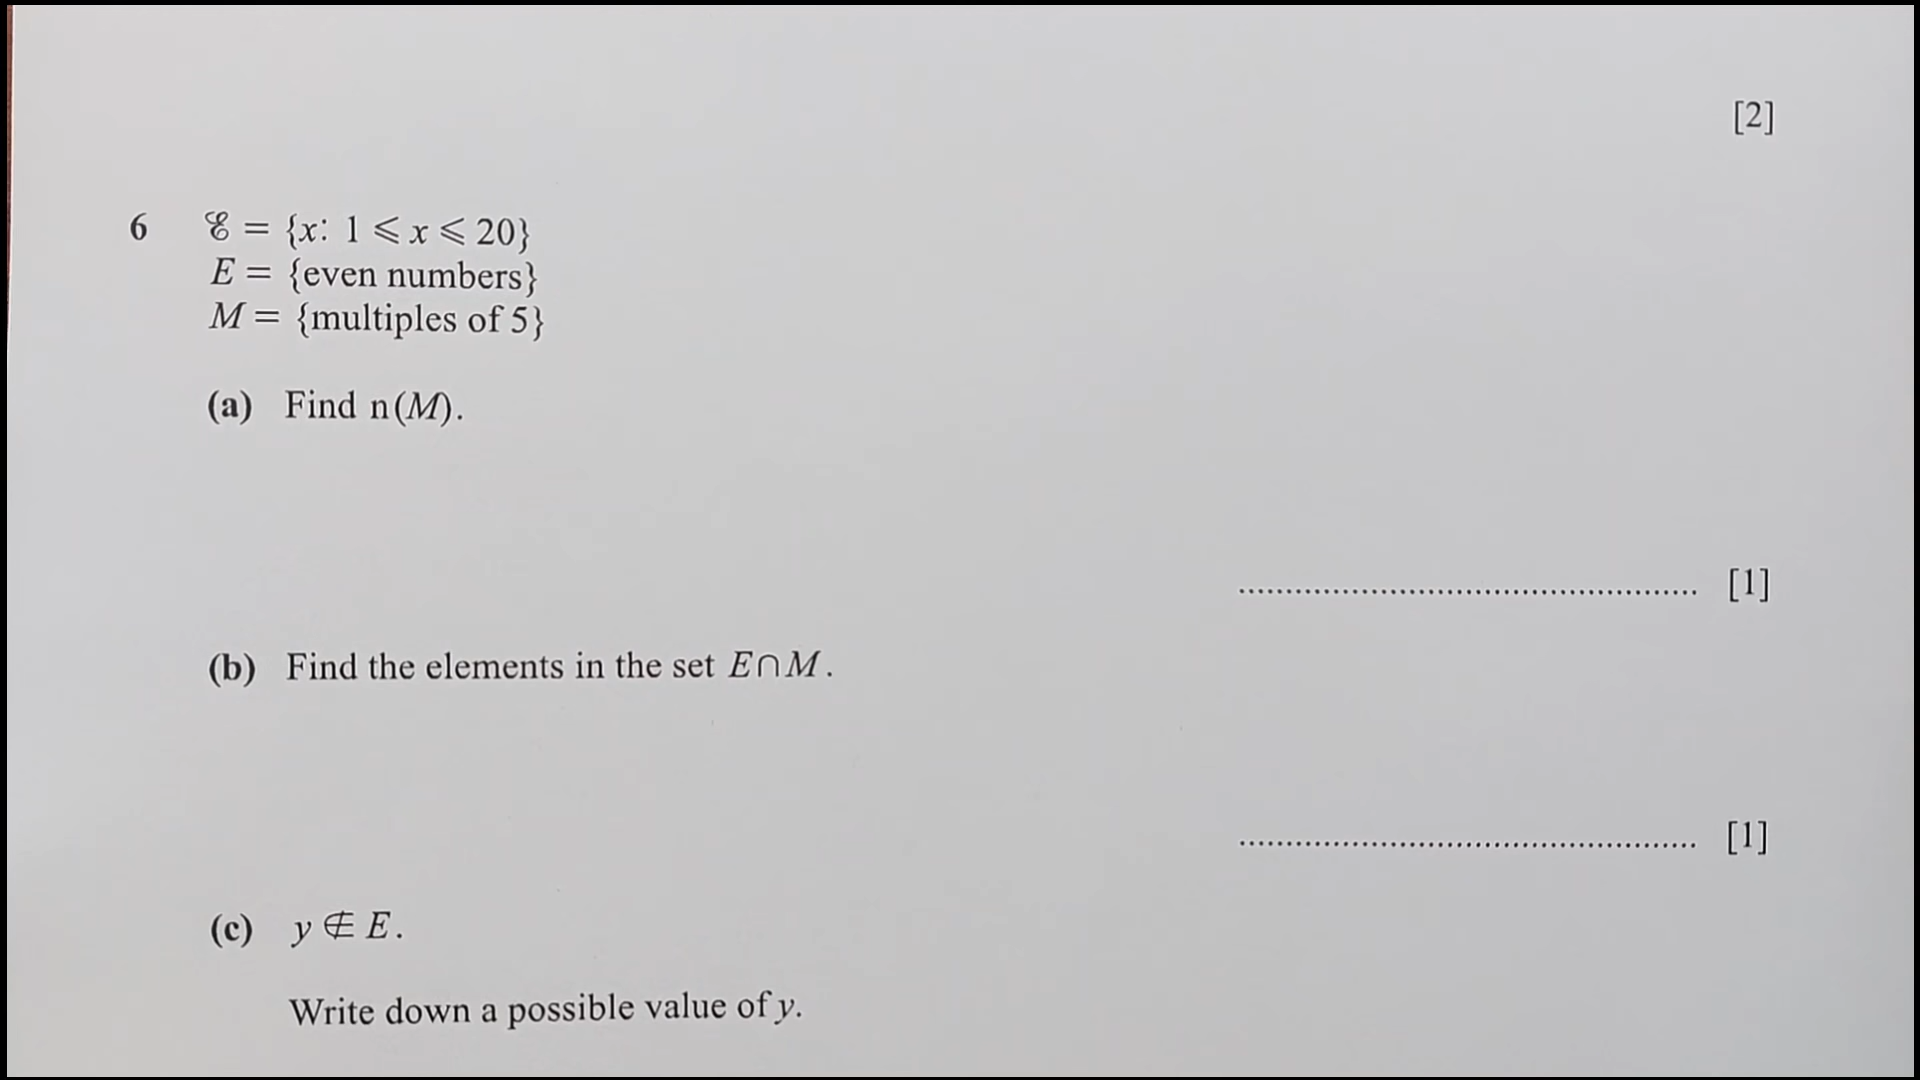 [2]
6 ℰ = {x: 1 ⩽ x ⩽ 20}
E = {even numbers}
M = {multiples of 5}
(a) Find n(M).
................................................ [1]
(b) Find the elements in the set E∩M.
................................................ [1]
(c) y ∉ E.
Write down a possible value of y.